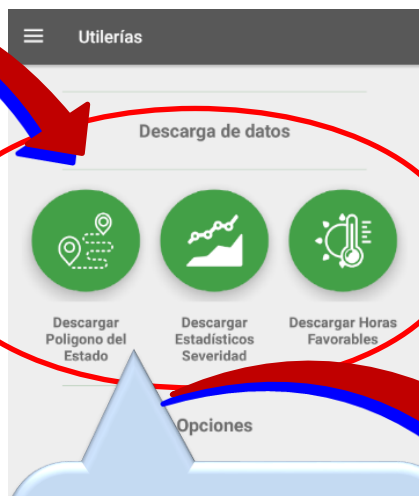 Utilerías
Descarga de datos
Descargar
Poligono del
Estado
Descargar
Estadísticos
Severidad
Descargar Horas
Favorables
Opciones